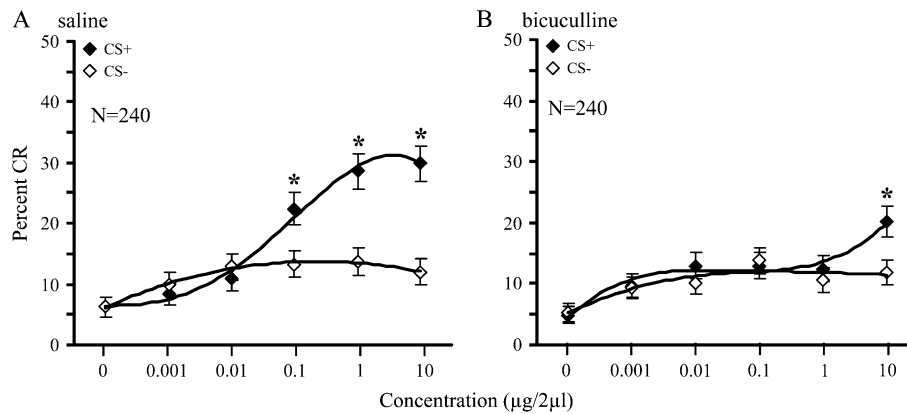 A saline
50
40
30
20
10
0
CS+
CS-
N=240
*
*
*
Percent CR
0 0.001 0.01 0.1 1 10
B bicuculline
50
40
30
20
10
0
CS+
CS-
N=240
*
0 0.001 0.01 0.1 1 10
Concentration (µg/2µl)